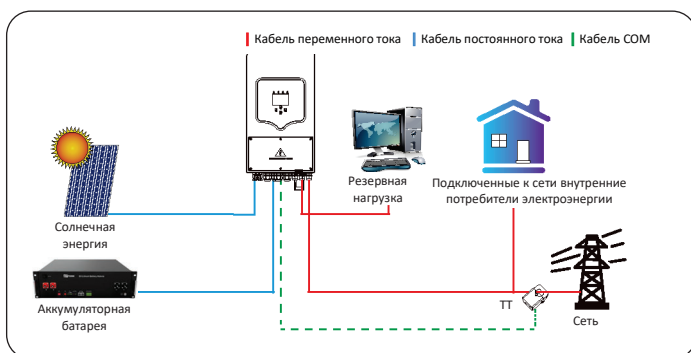 Кабель переменного тока
Кабель постоянного тока
Кабель COM
Резервная
нагрузка
Подключенные к сети внутренние
потребители электроэнергии
Солнечная
энергия
Аккумуляторная
батарея
ТТ
Сеть